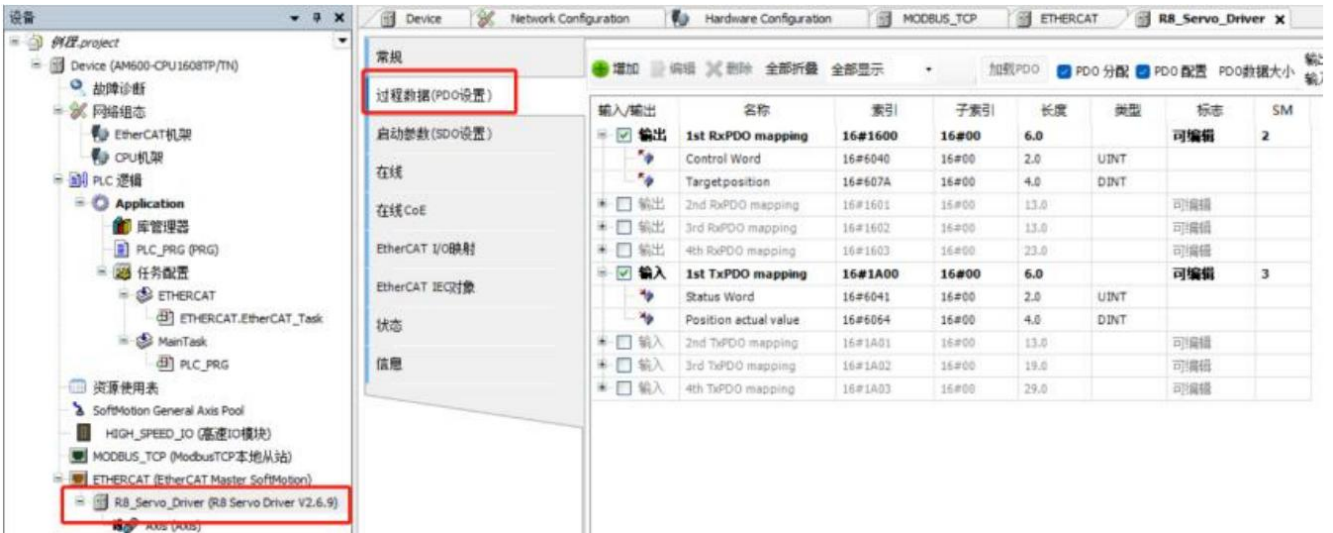 设备
例程.project
Device (AM600-CPU1608TP/TN)
故障诊断
网络组态
EtherCAT机架
CPU机架
PLC 逻辑
Application
库管理器
PLC_PRG (PRG)
任务配置
ETHERCAT
ETHERCAT.EtherCAT_Task
MainTask
PLC_PRG
资源使用表
SoftMotion General Axis Pool
HIGH_SPEED_IO (高速IO模块)
MODBUS_TCP (ModbusTCP本地从站)
ETHERCAT (EtherCAT Master SoftMotion)
R8_Servo_Driver (R8 Servo Driver V2.6.9)
Axis (Axis)
Device Network Configuration Hardware Configuration MODBUS_TCP ETHERCAT R8_Servo_Driver
常规
过程数据(PDO设置)
启动参数(SDO设置)
在线
在线CoE
EtherCAT I/O映射
EtherCAT IEC对象
状态
信息
增加 编辑 删除 全部折叠 全部显示 加载PDO PDO 分配 PDO 配置 PDO数据大小
输入/输出 名称 索引 子索引 长度 类型 标志 SM
输出 1st RxPDO mapping 16#1600 16#00 6.0 可编辑 2
Control Word 16#6040 16#00 2.0 UINT
Targetposition 16#607A 16#00 4.0 DINT
输出 2nd RxPDO mapping 16#1601 16#00 13.0 可编辑
输出 3rd RxPDO mapping 16#1602 16#00 13.0 可编辑
输出 4th RxPDO mapping 16#1603 16#00 23.0 可编辑
输入 1st TxPDO mapping 16#1A00 16#00 6.0 可编辑 3
Status Word 16#6041 16#00 2.0 UINT
Position actual value 16#6064 16#00 4.0 DINT
输入 2nd TxPDO mapping 16#1A01 16#00 13.0 可编辑
输入 3rd TxPDO mapping 16#1A02 16#00 19.0 可编辑
输入 4th TxPDO mapping 16#1A03 16#00 29.0 可编辑